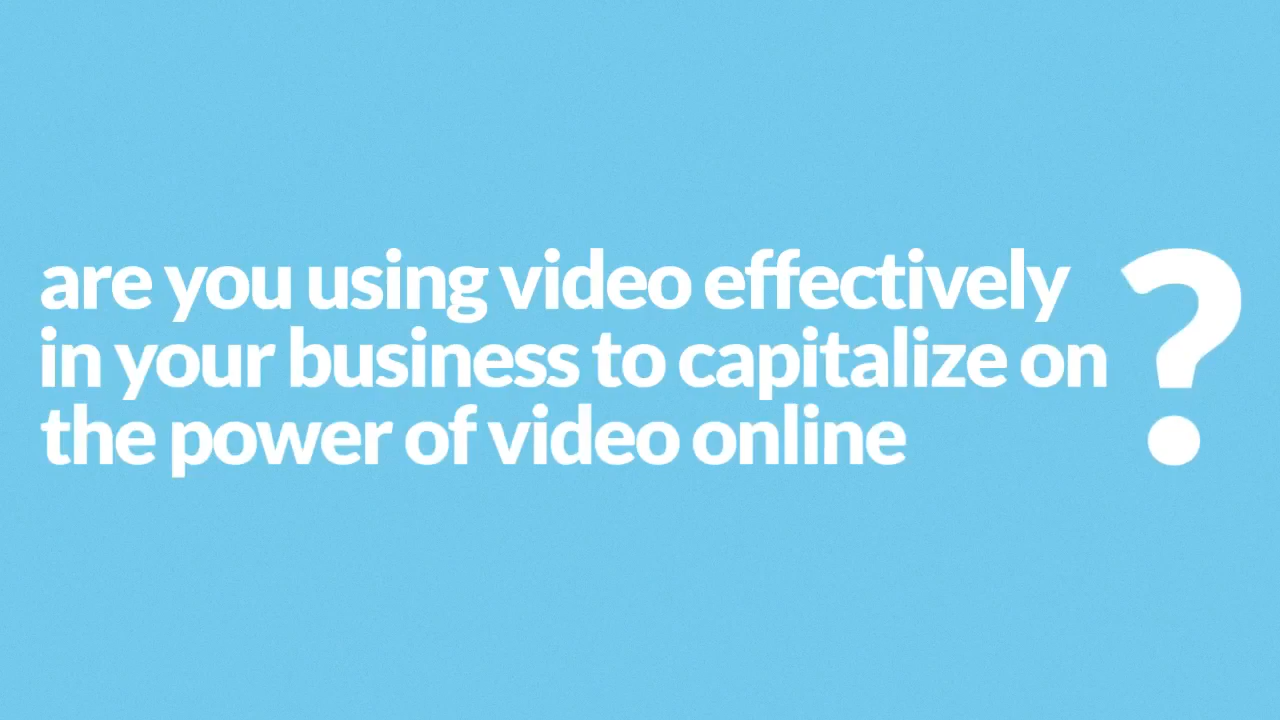 are you using video effectively
in your business to capitalize on
the power of video online?